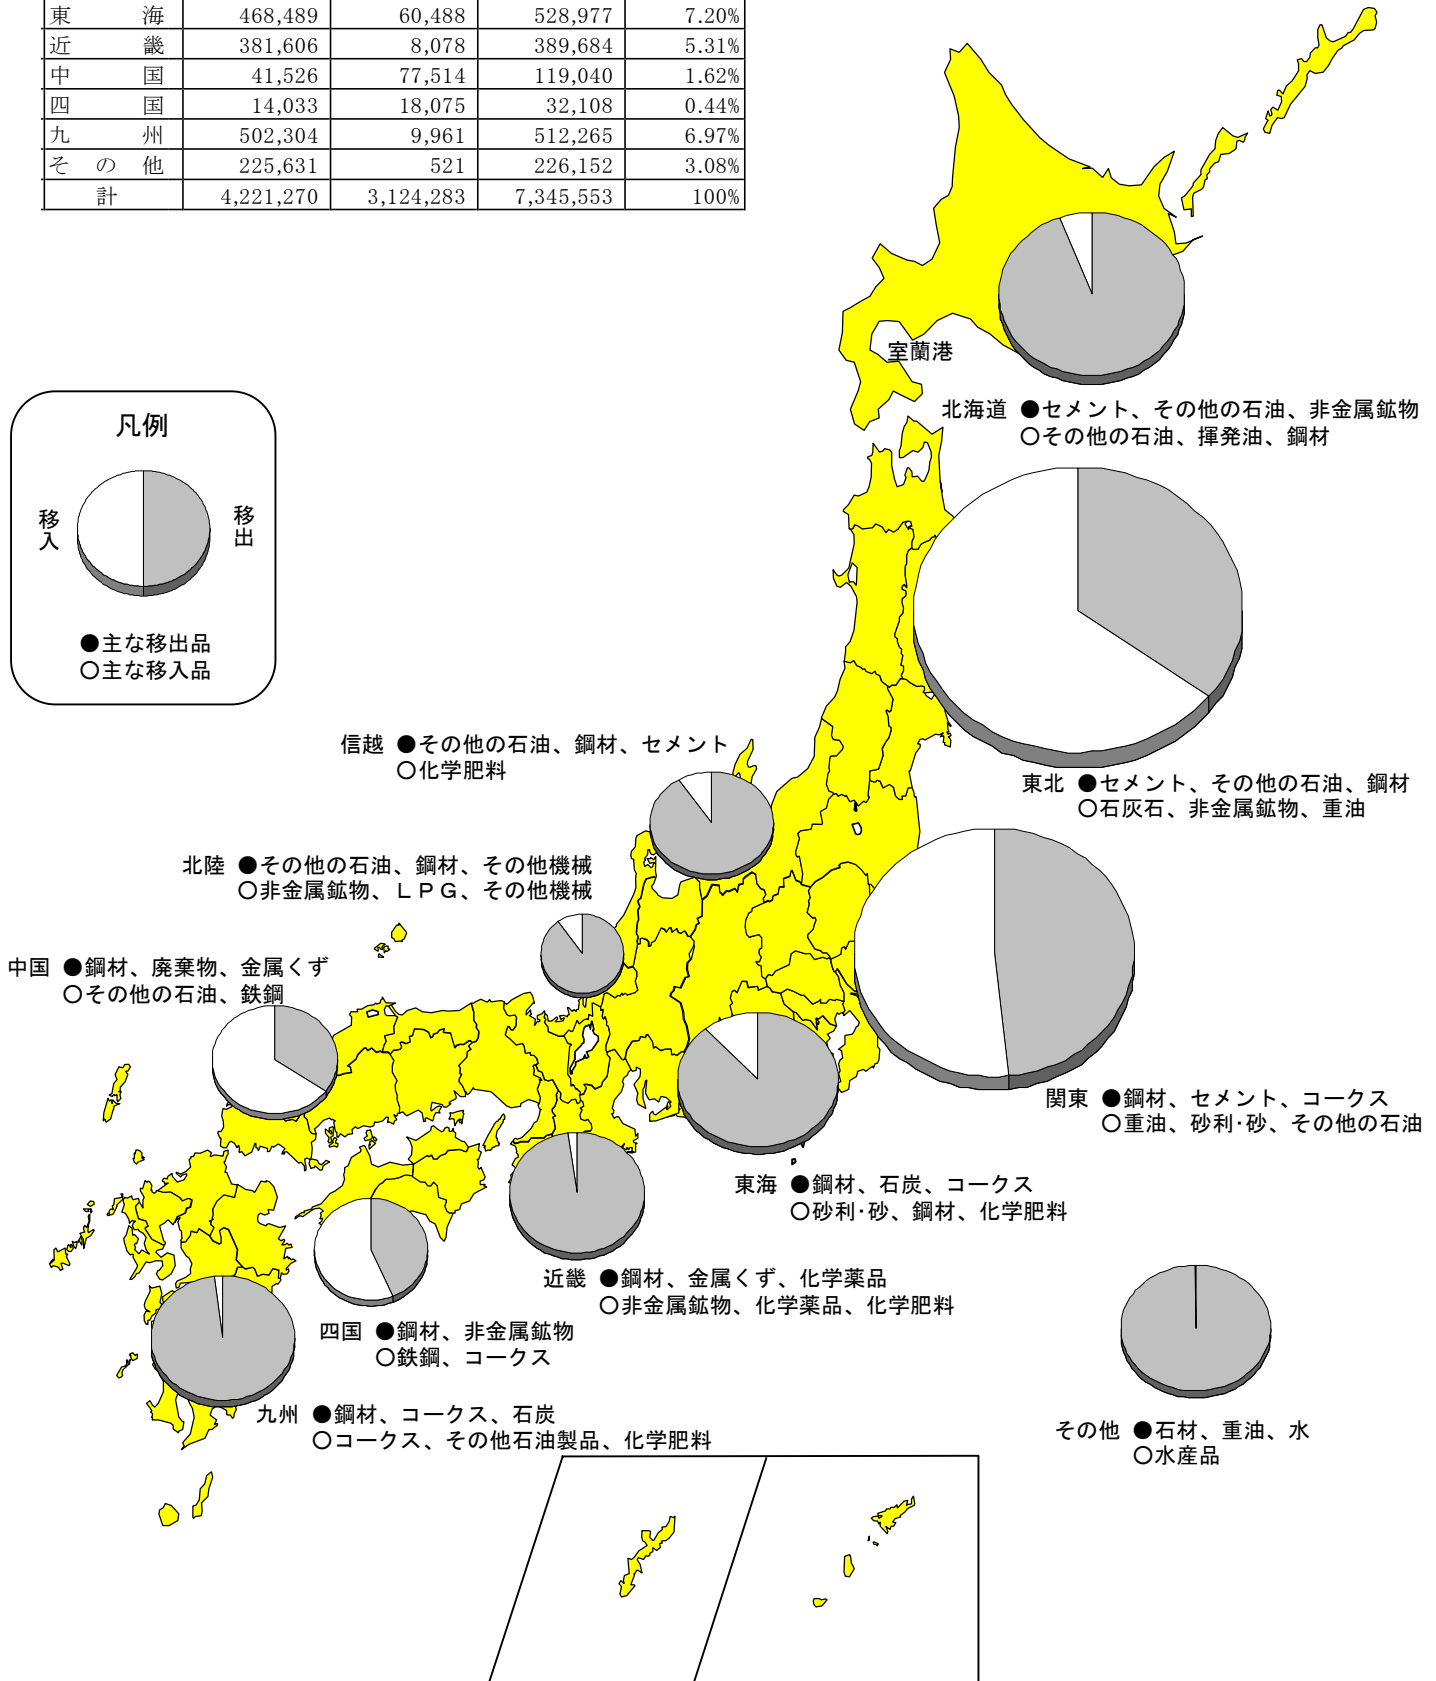 東海 468,489 60,488 528,977 7.20%
近畿 381,606 8,078 389,684 5.31%
中国 41,526 77,514 119,040 1.62%
四国 14,033 18,075 32,108 0.44%
九州 502,304 9,961 512,265 6.97%
その他 225,631 521 226,152 3.08%
計 4,221,270 3,124,283 7,345,553 100%
室蘭港
北海道 ●セメント、その他の石油、非金属鉱物
○その他の石油、揮発油、鋼材
凡例
移入
移出
●主な移出品
○主な移入品
信越 ●その他の石油、鋼材、セメント
○化学肥料
東北 ●セメント、その他の石油、鋼材
○石灰石、非金属鉱物、重油
北陸 ●その他の石油、鋼材、その他機械
○非金属鉱物、LPG、その他機械
中国 ●鋼材、廃棄物、金属くず
○その他の石油、鉄鋼
関東 ●鋼材、セメント、コークス
○重油、砂利･砂、その他の石油
東海 ●鋼材、石炭、コークス
○砂利･砂、鋼材、化学肥料
近畿 ●鋼材、金属くず、化学薬品
○非金属鉱物、化学薬品、化学肥料
四国 ●鋼材、非金属鉱物
○鉄鋼、コークス
九州 ●鋼材、コークス、石炭
○コークス、その他石油製品、化学肥料
その他 ●石材、重油、水
○水産品